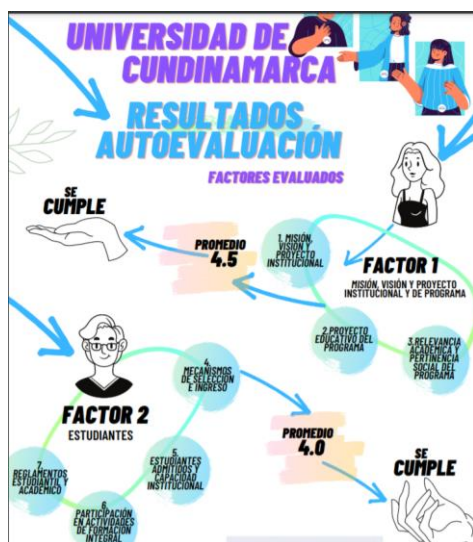 UNIVERSIDAD DE
CUNDINAMARCA
RESULTADOS
AUTOEVALUACIÓN
FACTORES EVALUADOS
SE
CUMPLE
PROMEDIO
4.5
1. MISIÓN,
VISIÓN Y
PROYECTO
INSTITUCIONAL
FACTOR 1
MISIÓN, VISIÓN Y PROYECTO
INSTITUCIONAL Y DE PROGRAMA
2.PROYECTO
EDUCATIVO DEL
PROGRAMA
3.RELEVANCIA
ACADÉMICA Y
PERTINENCIA
SOCIAL DEL
PROGRAMA
4.
MECANISMOS
DE SELECCIÓN
E INGRESO
FACTOR 2
ESTUDIANTES
5.
ESTUDIANTES
ADMITIDOS Y
CAPACIDAD
INSTITUCIONAL
7.
REGLAMENTOS
ESTUDIANTIL Y
ACADÉMICO
6.
PARTICIPACIÓN
EN ACTIVIDADES
DE FORMACIÓN
INTEGRAL
PROMEDIO
4.0
SE
CUMPLE